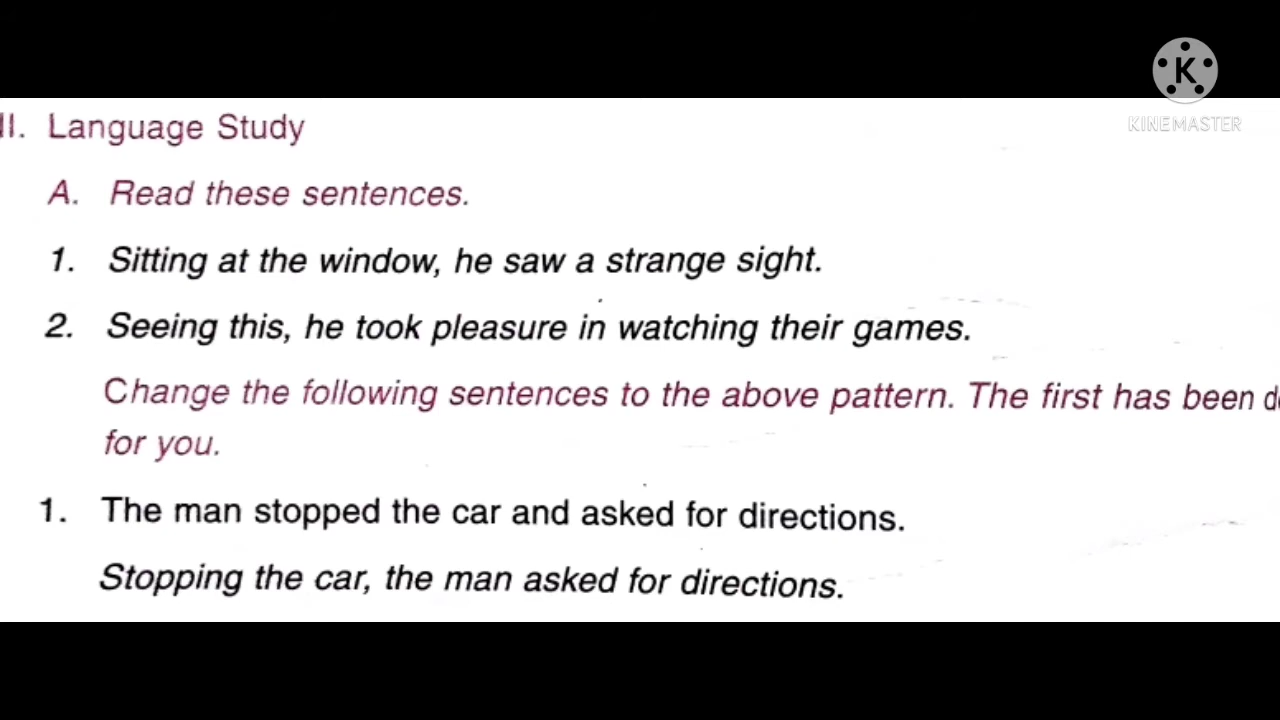 K
KINEMASTER
II. Language Study
A. Read these sentences.
1. Sitting at the window, he saw a strange sight.
2. Seeing this, he took pleasure in watching their games.
Change the following sentences to the above pattern. The first has been
for you.
1. The man stopped the car and asked for directions.
Stopping the car, the man asked for directions.